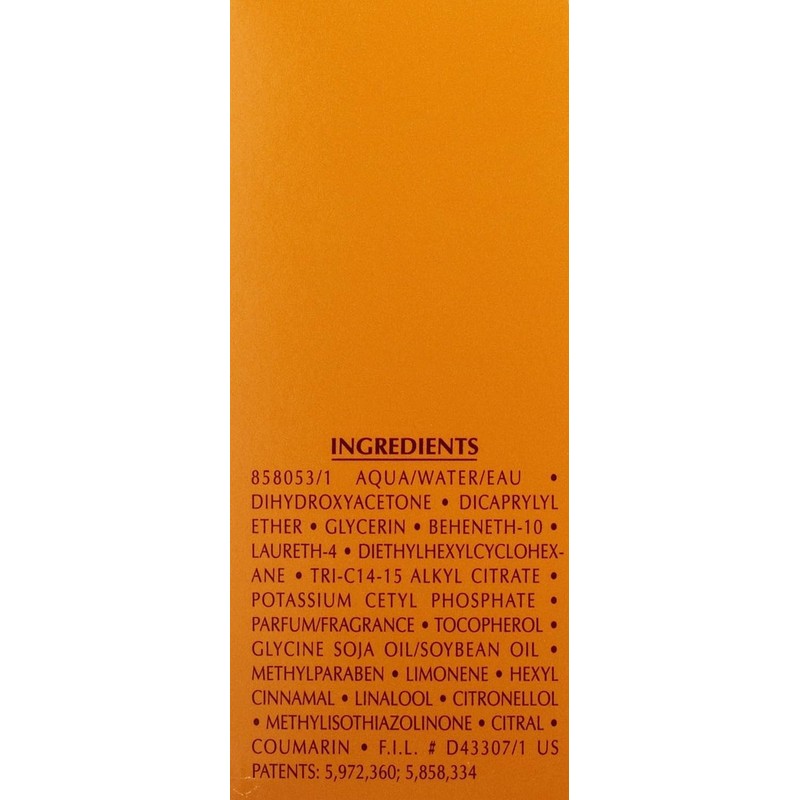 INGREDIENTS
858053/1 AQUA/WATER/EAU •
DIHYDROXYACETONE • DICAPRYLYL
ETHER • GLYCERIN • BEHENETH-10 •
LAURETH-4 • DIETHYLHEXYLCYCLOHEX-
ANE • TRI-C14-15 ALKYL CITRATE •
POTASSIUM CETYL PHOSPHATE •
PARFUM/FRAGRANCE • TOCOPHEROL •
GLYCINE SOJA OIL/SOYBEAN OIL •
METHYLPARABEN • LIMONENE • HEXYL
CINNAMAL • LINALOOL • CITRONELLOL
• METHYLISOTHIAZOLINONE • CITRAL •
COUMARIN • F.I.L. # D43307/1 US
PATENTS: 5,972,360; 5,858,334